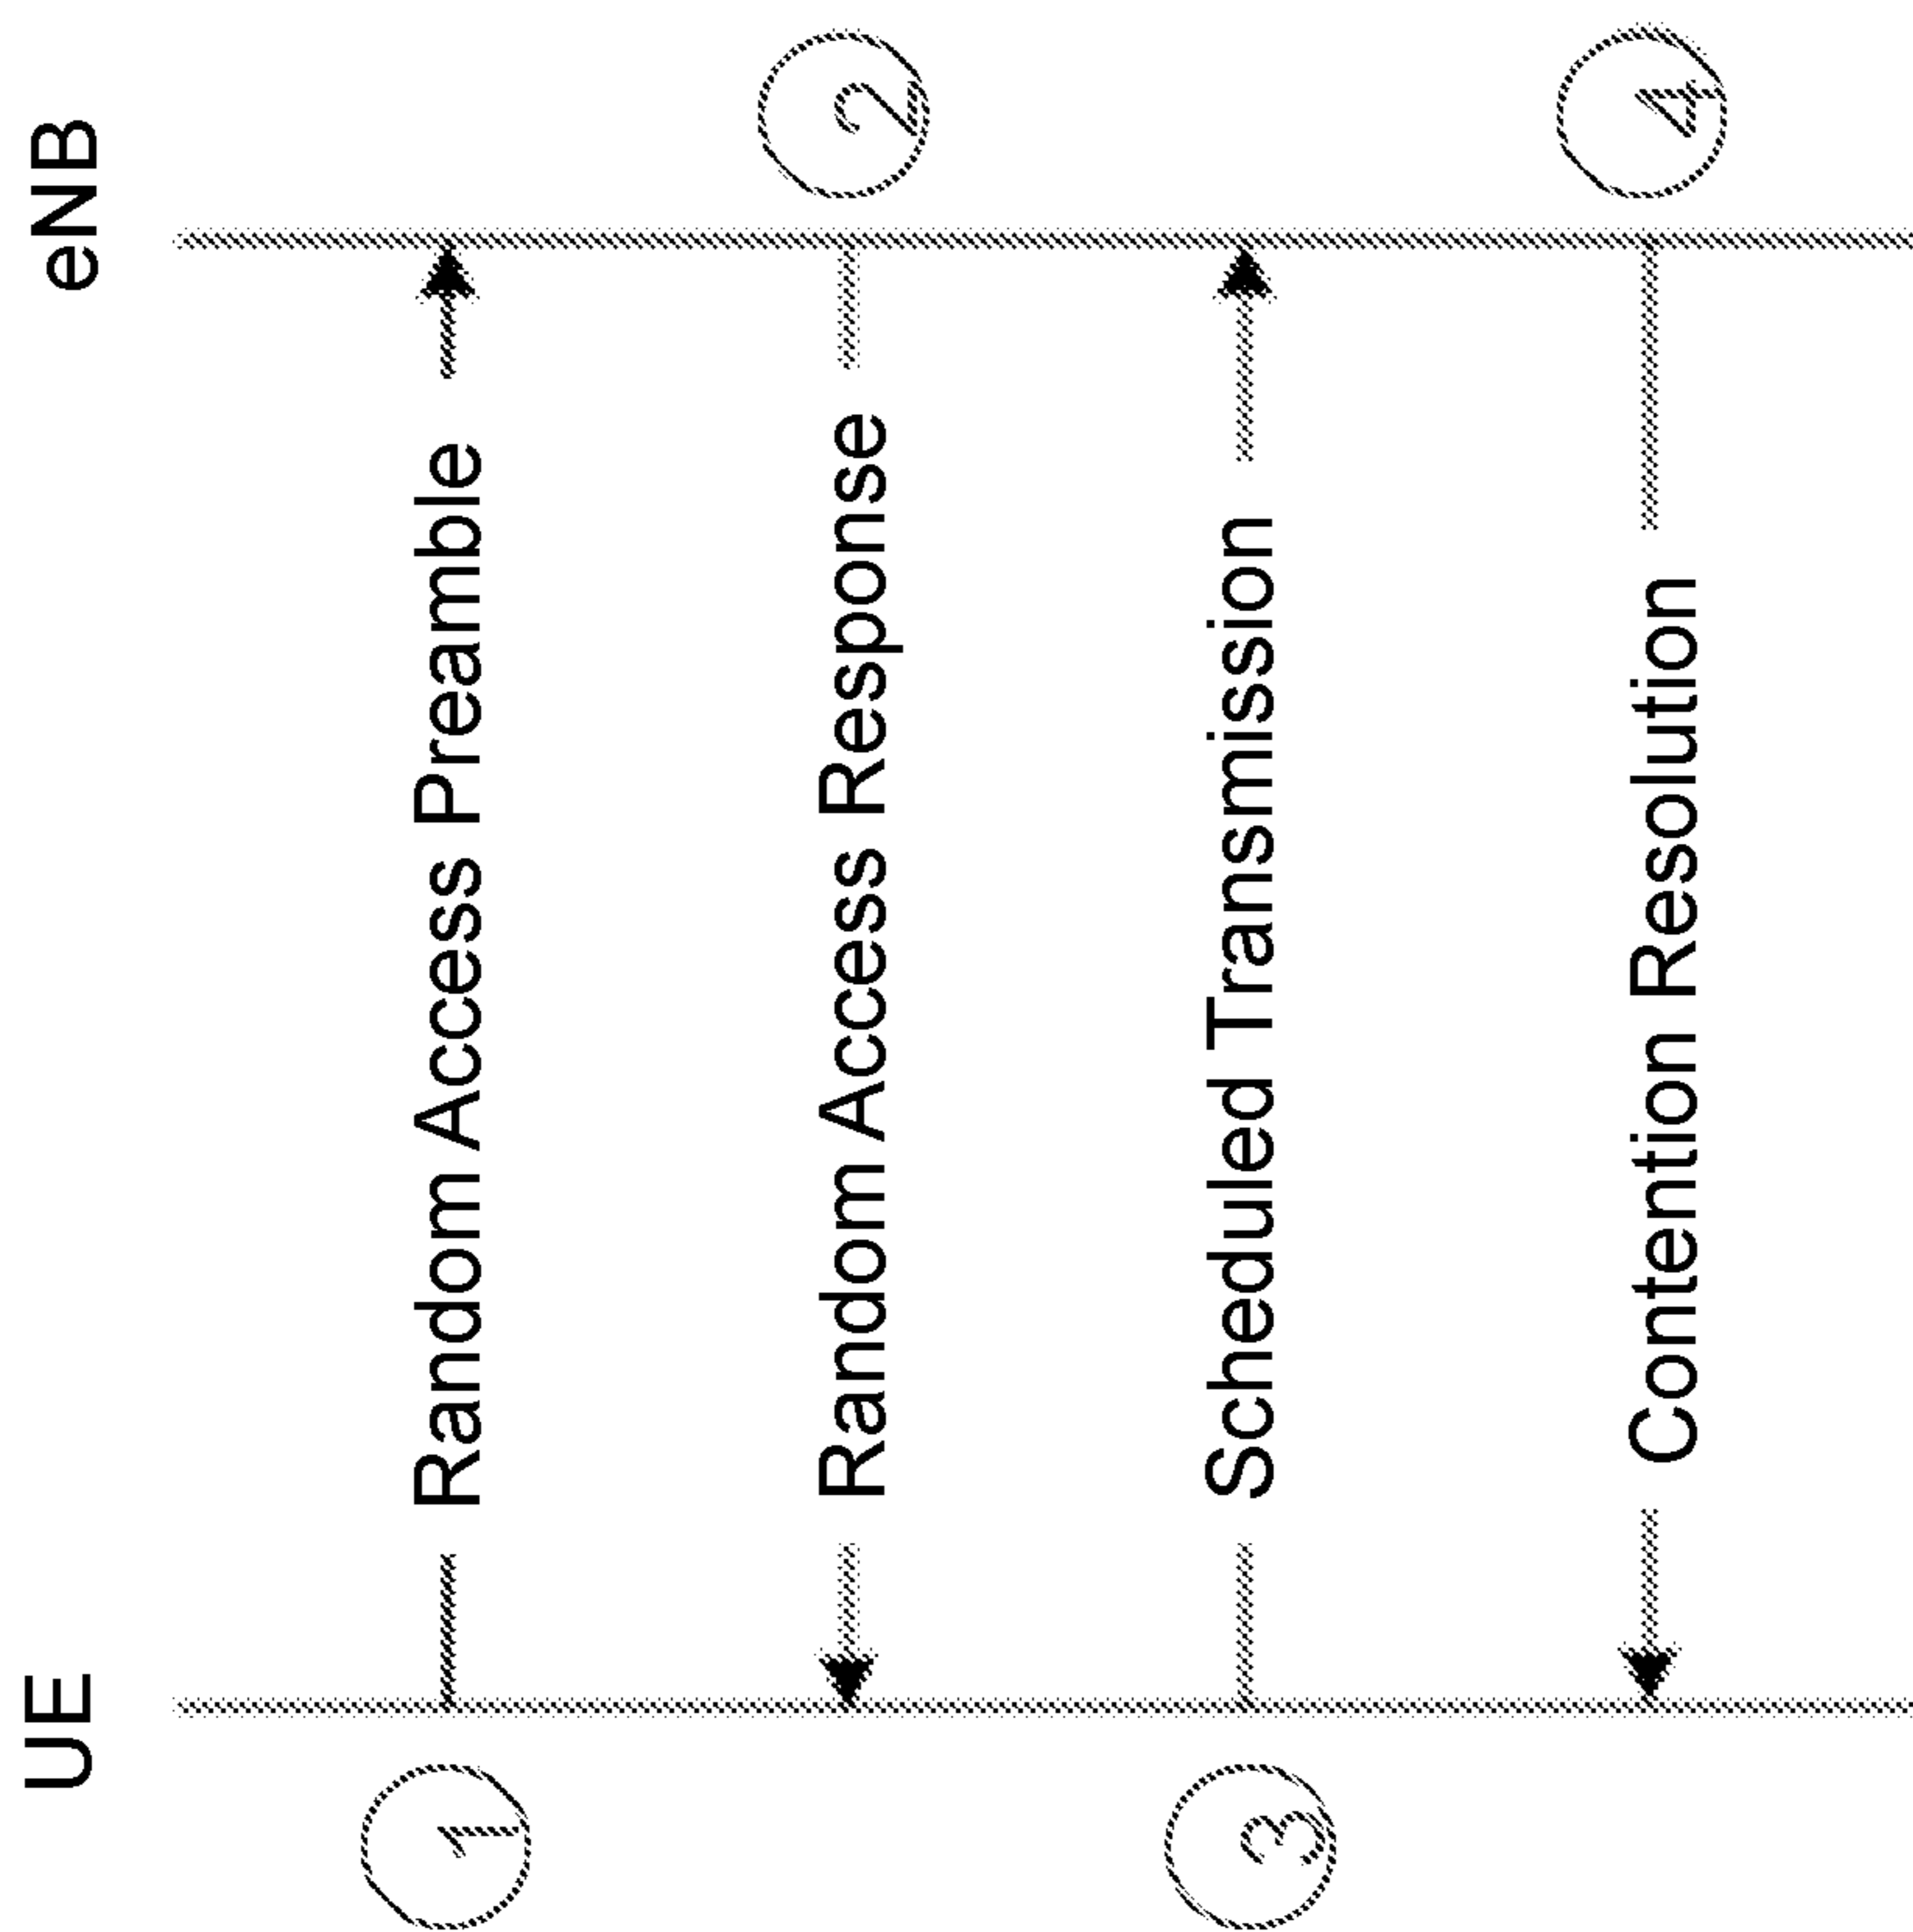 UE
eNB
1
Random Access Preamble
Random Access Response
2
3
Scheduled Transmission
Contention Resolution
4